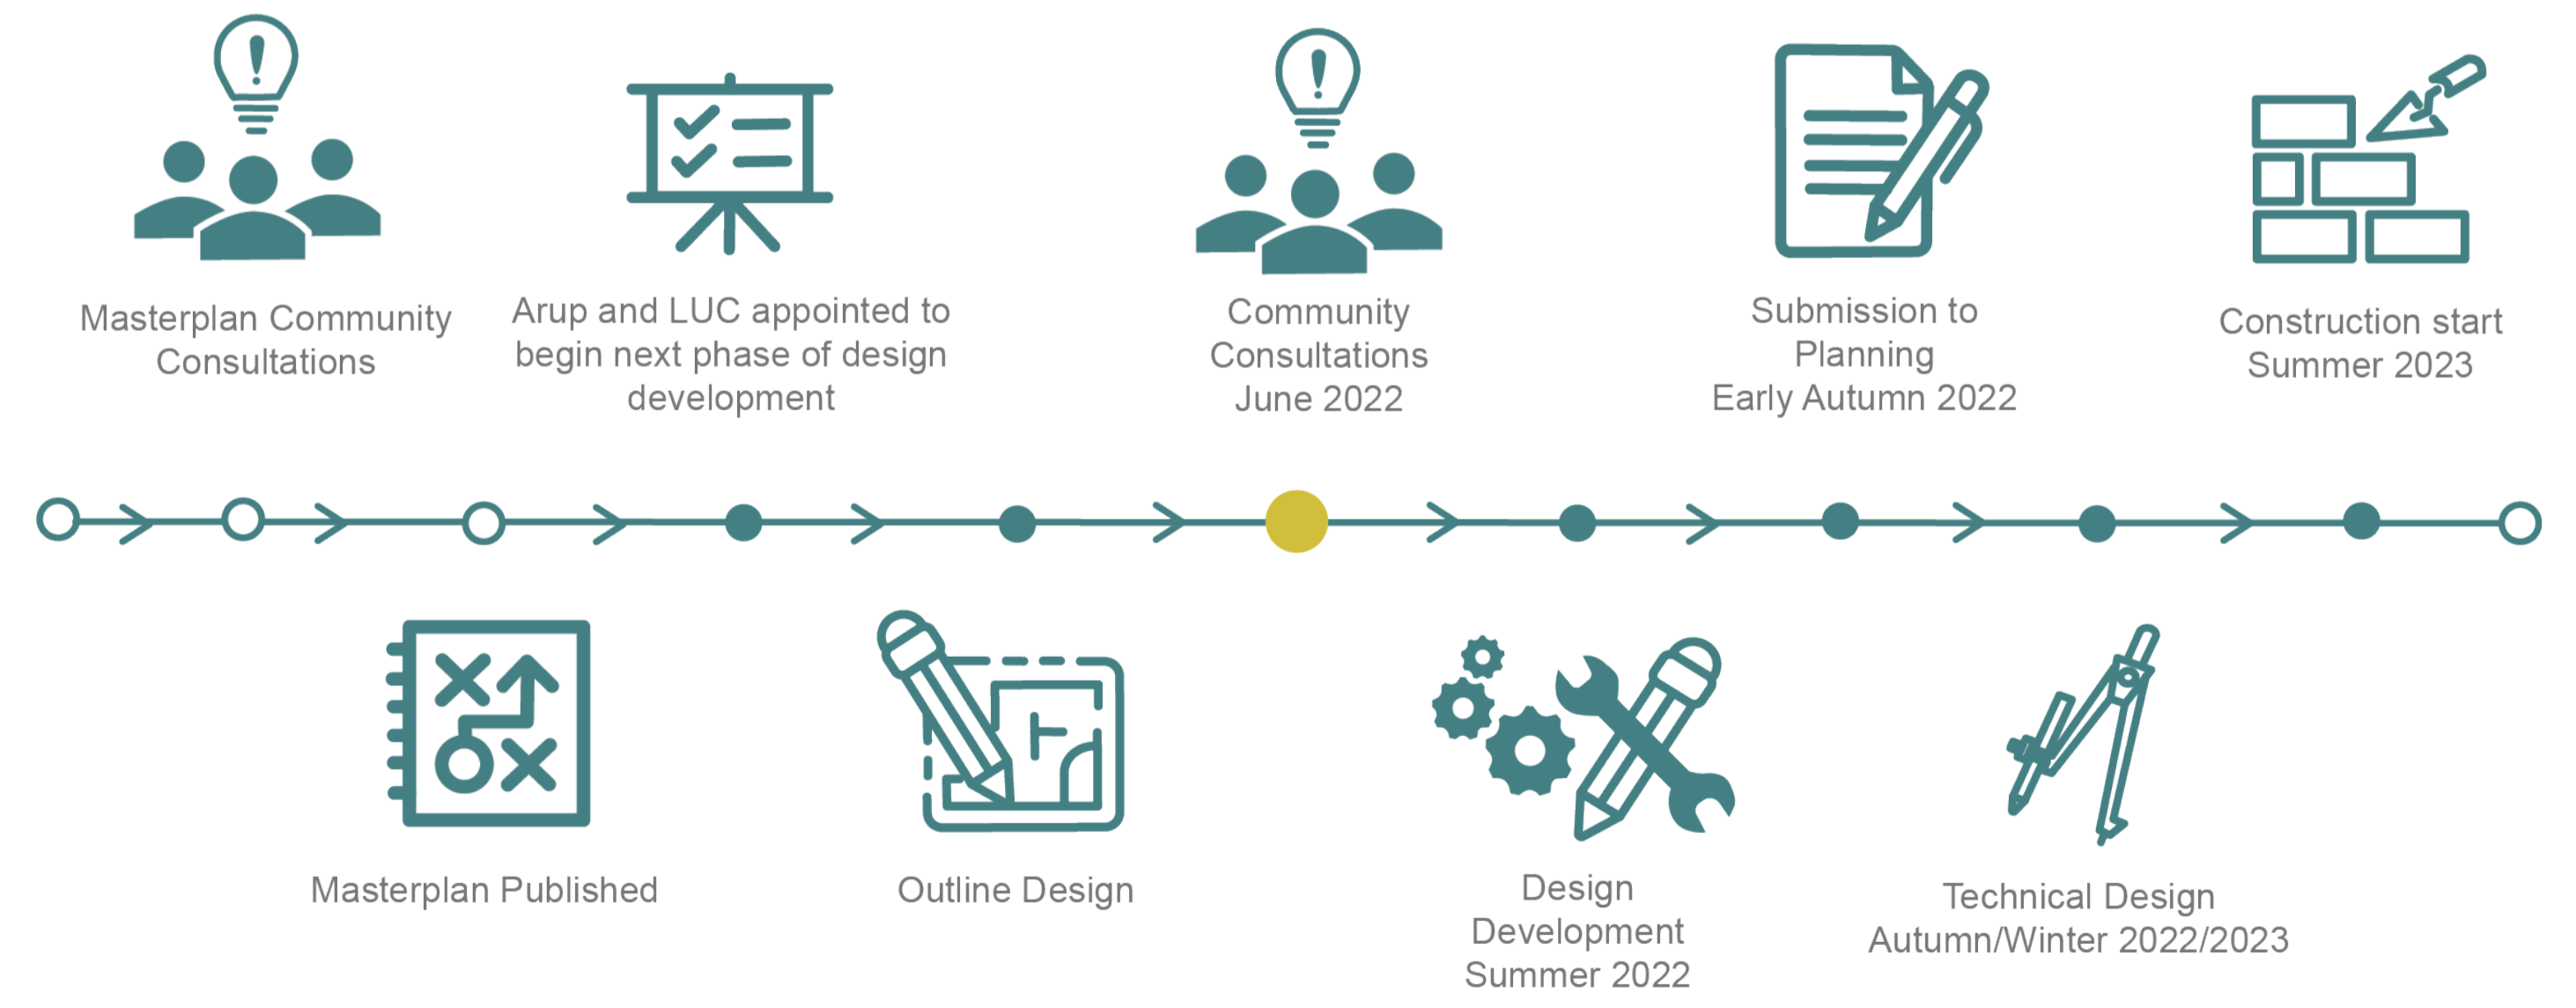 Masterplan Community
Consultations
Arup and LUC appointed to
begin next phase of design
development
Community
Consultations
June 2022
Submission to
Planning
Early Autumn 2022
Construction start
Summer 2023
Masterplan Published
Outline Design
Design
Development
Summer 2022
Technical Design
Autumn/Winter 2022/2023